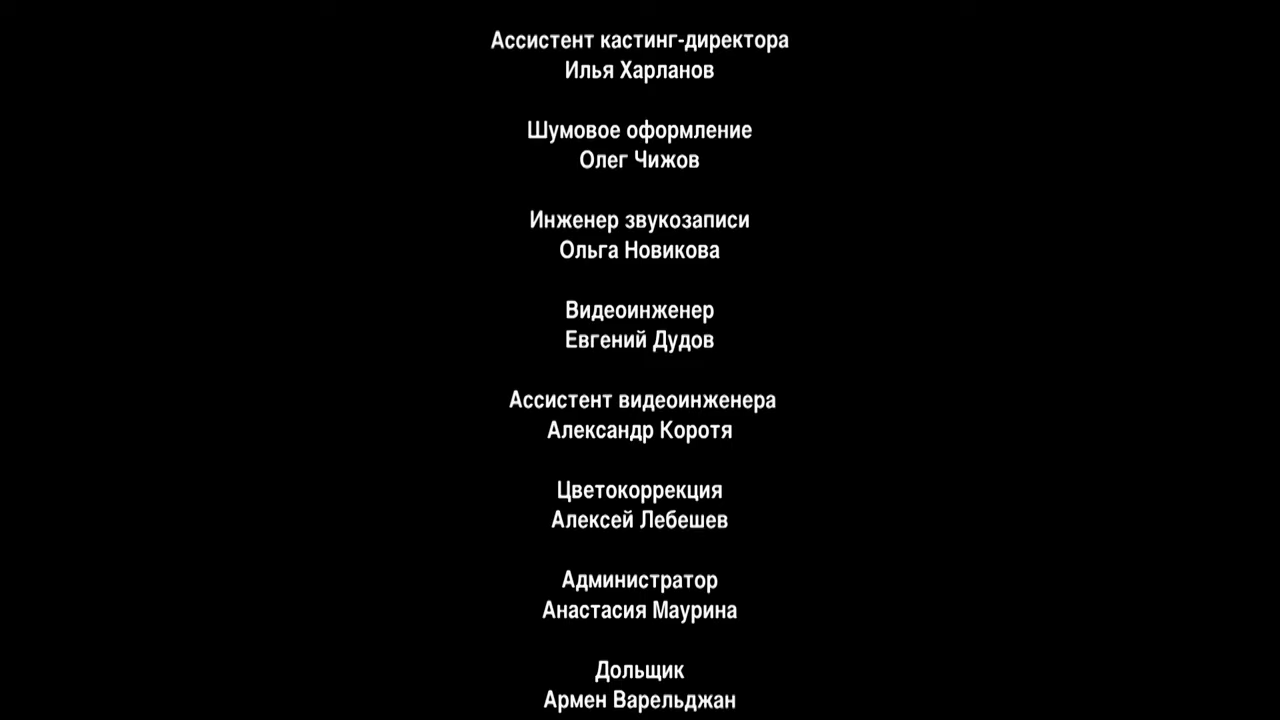 Ассистент кастинг-директора
Илья Харланов
Шумовое оформление
Олег Чижов
Инженер звукозаписи
Ольга Новикова
Видеоинженер
Евгений Дудов
Ассистент видеоинженера
Александр Коротя
Цветокоррекция
Алексей Лебешев
Администратор
Анастасия Маурина
Дольщик
Армен Варельджан